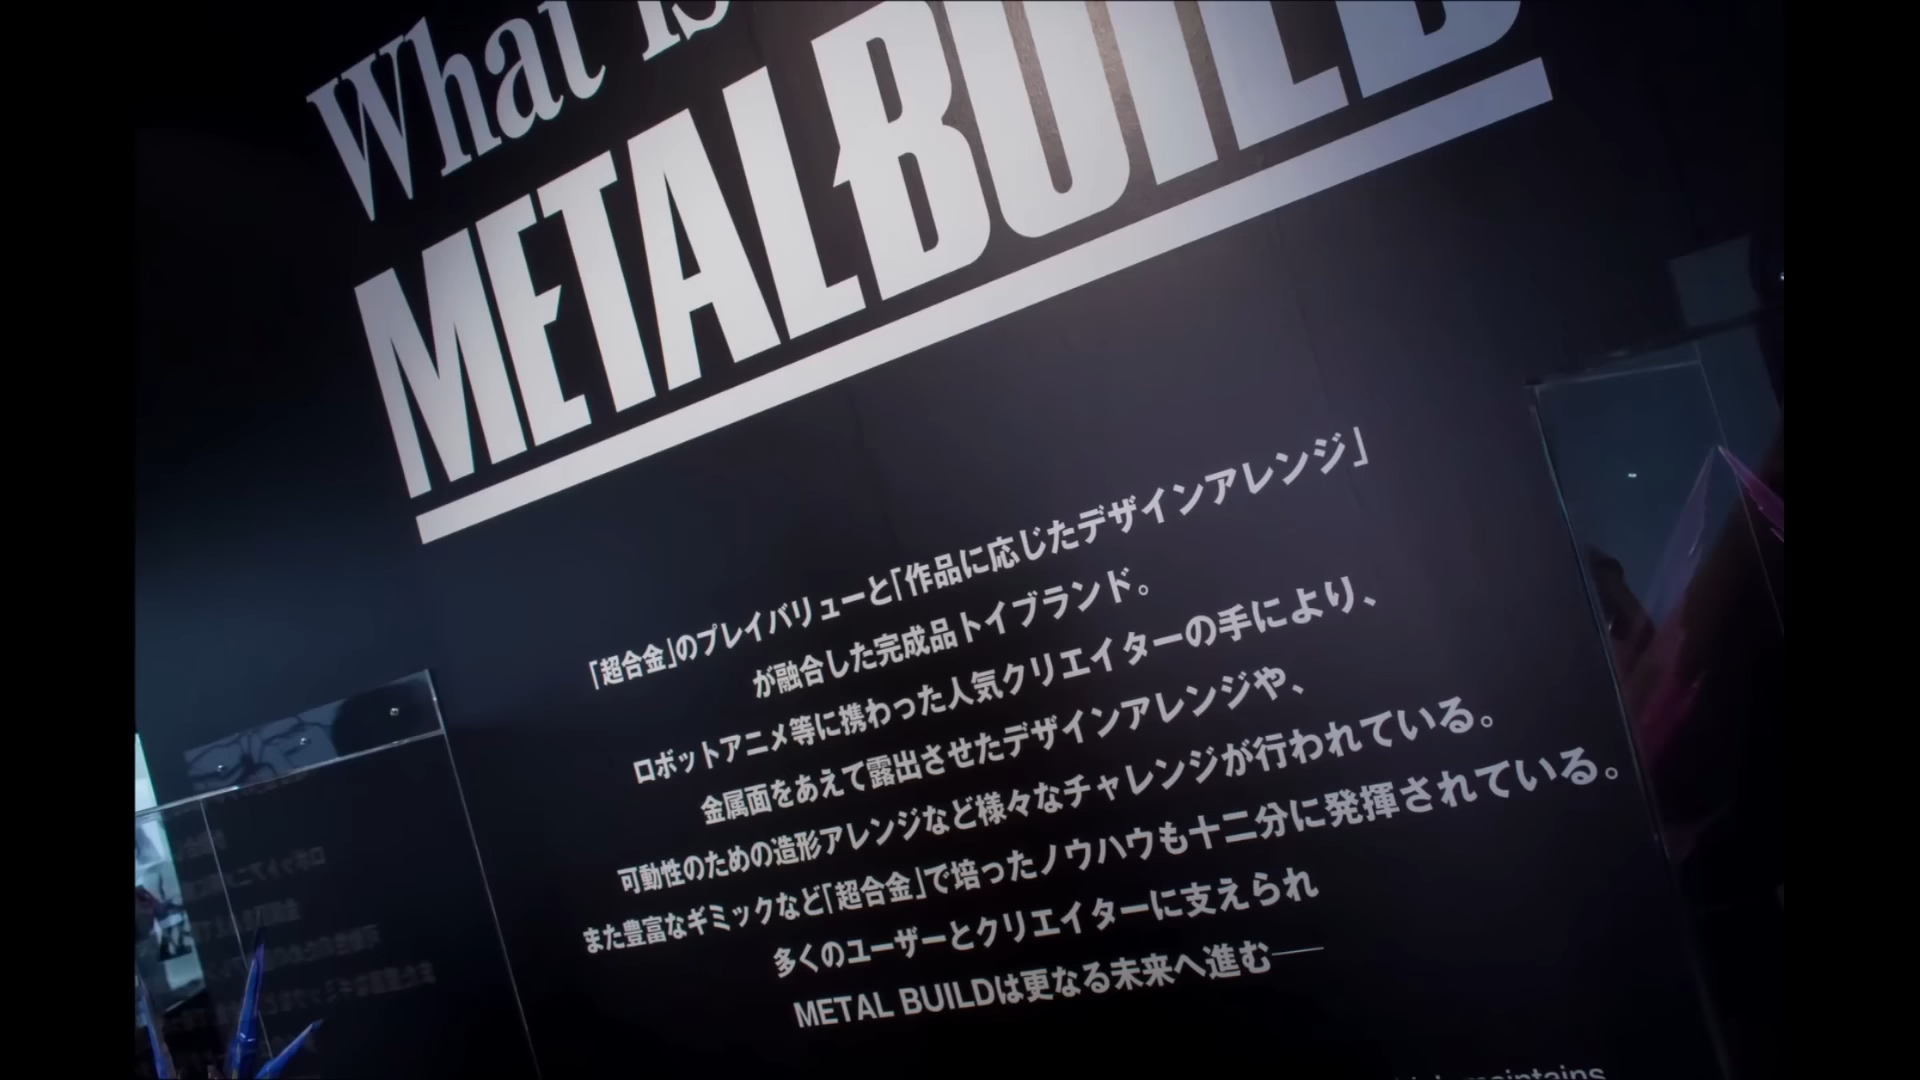 What is
METAL BUILD
「超合金」のプレイバリューと「作品に応じたデザインアレンジ」
が融合した完成品トイブランド。
ロボットアニメ等に携わった人気クリエイターの手により、
金属面をあえて露出させたデザインアレンジや、
可動性のための造形アレンジなど様々なチャレンジが行われている。
また豊富なギミックなど「超合金」で培ったノウハウも十二分に発揮されている。
多くのユーザーとクリエイターに支えられ
METAL BUILDは更なる未来へ進む──
maintains